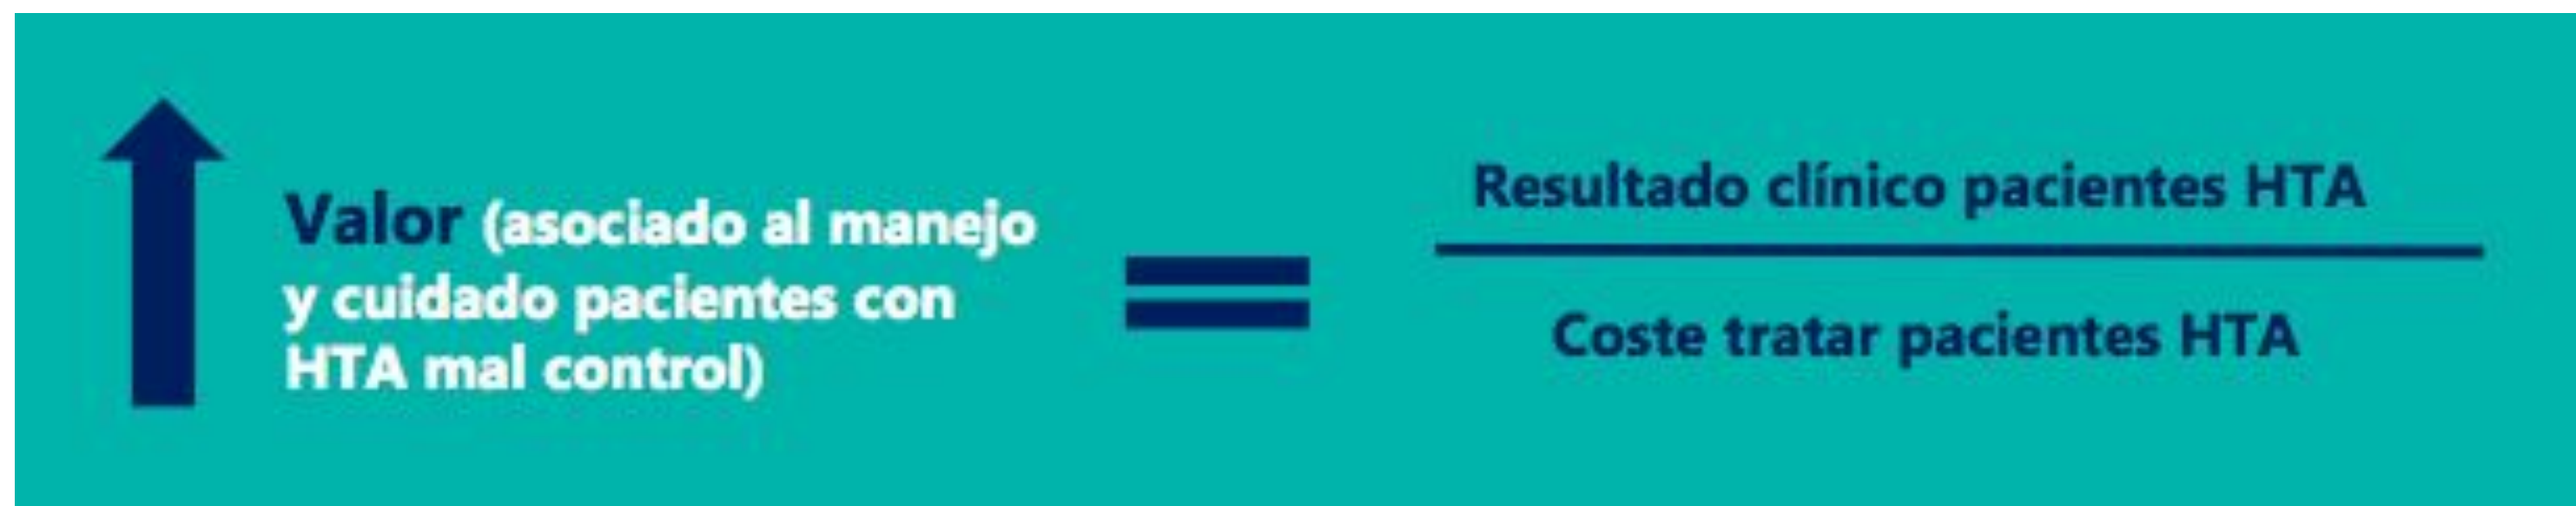 Valor (asociado al manejo
y cuidado pacientes con
HTA mal control)
=
Resultado clínico pacientes HTA
Coste tratar pacientes HTA